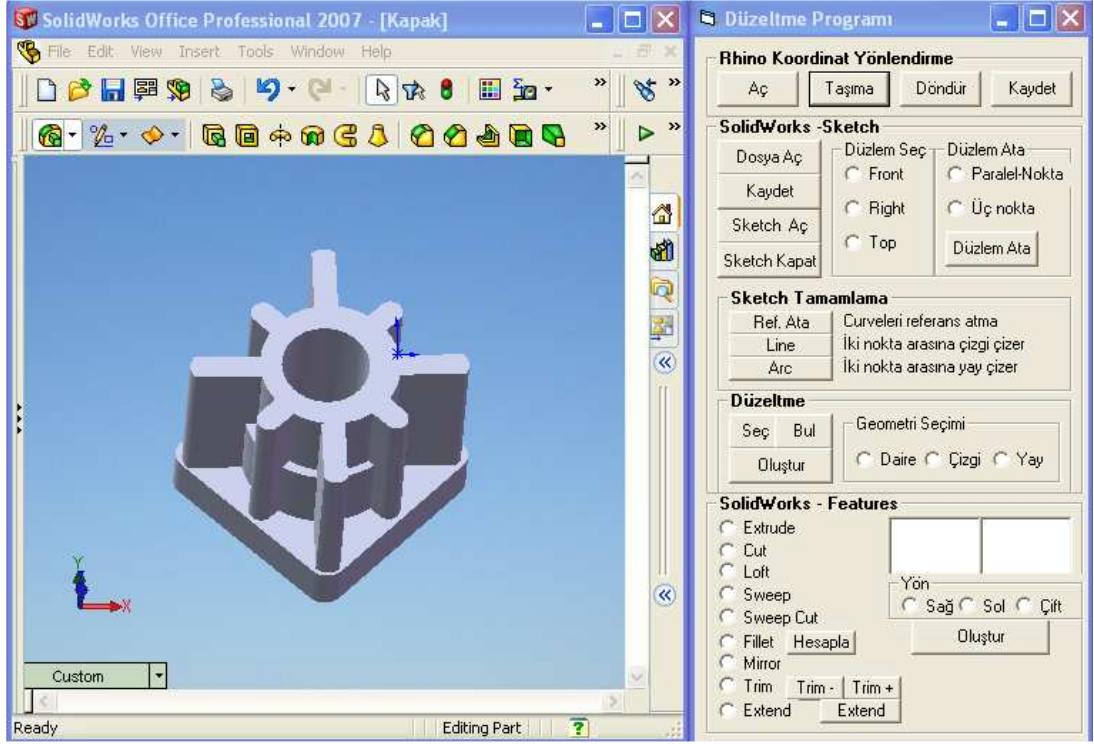 SolidWorks Office Professional 2007 - [Kapak]
File Edit View Insert Tools Window Help
Custom
Ready Editing Part
Y
X
Düzeltme Programı
Rhino Koordinat Yönlendirme
Aç Taşıma Döndür Kaydet
SolidWorks -Sketch
Dosya Aç
Kaydet
Sketch Aç
Sketch Kapat
Düzlem Seç
Front
Right
Top
Düzlem Ata
Paralel-Nokta
Üç nokta
Düzlem Ata
Sketch Tamamlama
Ref. Ata Curveleri referans atma
Line İki nokta arasına çizgi çizer
Arc İki nokta arasına yay çizer
Düzeltme
Seç Bul
Oluştur
Geometri Seçimi
Daire Çizgi Yay
SolidWorks - Features
Extrude
Cut
Loft
Sweep
Sweep Cut
Fillet Hesapla
Mirror
Trim Trim - Trim +
Extend Extend
Yön
Sağ Sol Çift
Oluştur